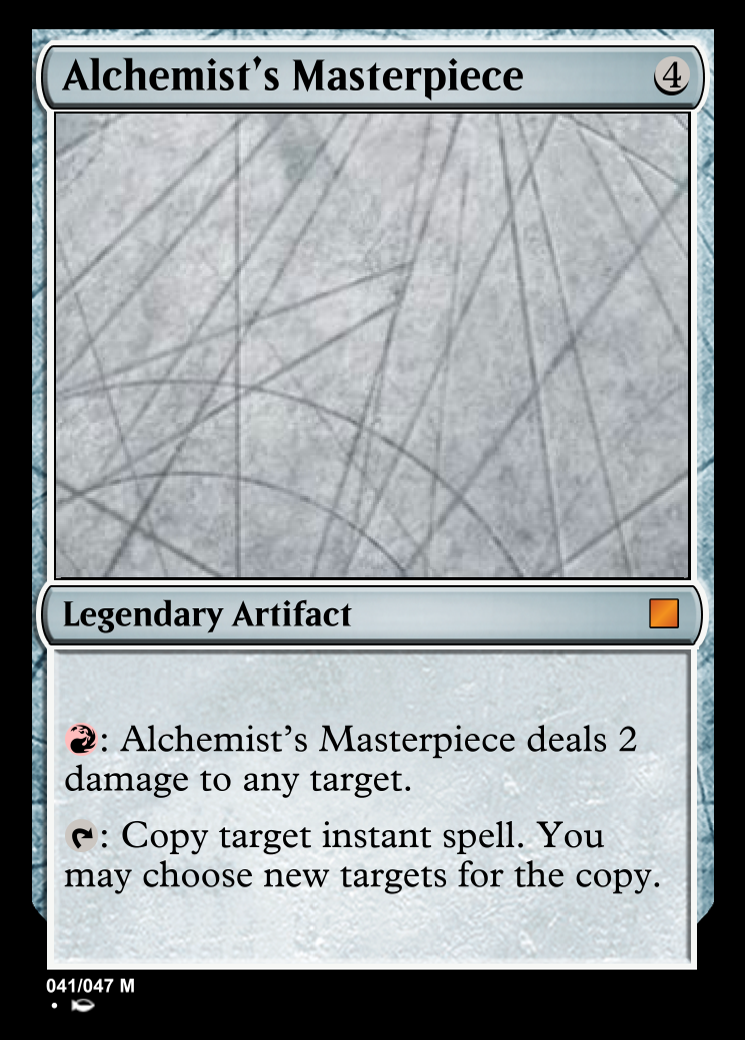 Alchemist's Masterpiece 4
Legendary Artifact
: Alchemist's Masterpiece deals 2
damage to any target.
: Copy target instant spell. You
may choose new targets for the copy.
041/047 M
•